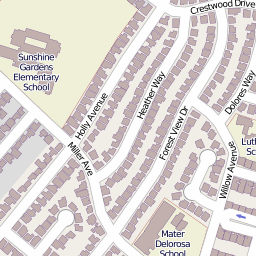 Crestwood Drive
Sunshine
Gardens
Elementary
School
Holly Avenue
Heather Way
Forest View Dr
Dolores Way
Miller Ave
Willow Avenue
Luth
Mater
Delorosa
School